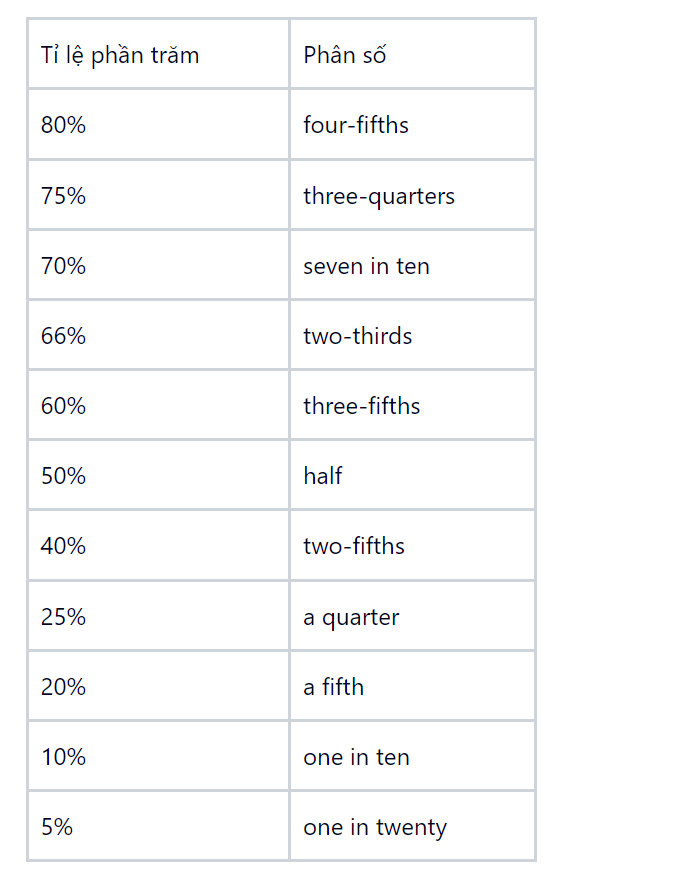 Tỉ lệ phần trăm Phân số
80% four-fifths
75% three-quarters
70% seven in ten
66% two-thirds
60% three-fifths
50% half
40% two-fifths
25% a quarter
20% a fifth
10% one in ten
5% one in twenty